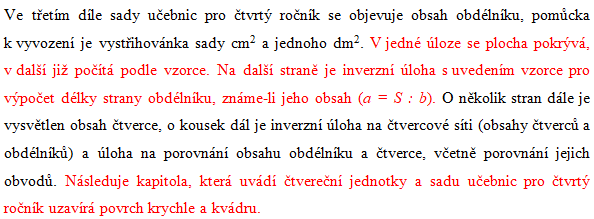 Ve třetím díle sady učebnic pro čtvrtý ročník se objevuje obsah obdélníku, pomůcka
k vyvození je vystřihovánka sady cm² a jednoho dm². V jedné úloze se plocha pokrývá,
v další již počítá podle vzorce. Na další straně je inverzní úloha s uvedením vzorce pro
výpočet délky strany obdélníku, známe-li jeho obsah (a = S : b). O několik stran dále je
vysvětlen obsah čtverce, o kousek dál je inverzní úloha na čtvercové síti (obsahy čtverců a
obdélníků) a úloha na porovnání obsahu obdélníku a čtverce, včetně porovnání jejich
obvodů. Následuje kapitola, která uvádí čtvereční jednotky a sadu učebnic pro čtvrtý
ročník uzavírá povrch krychle a kvádru.